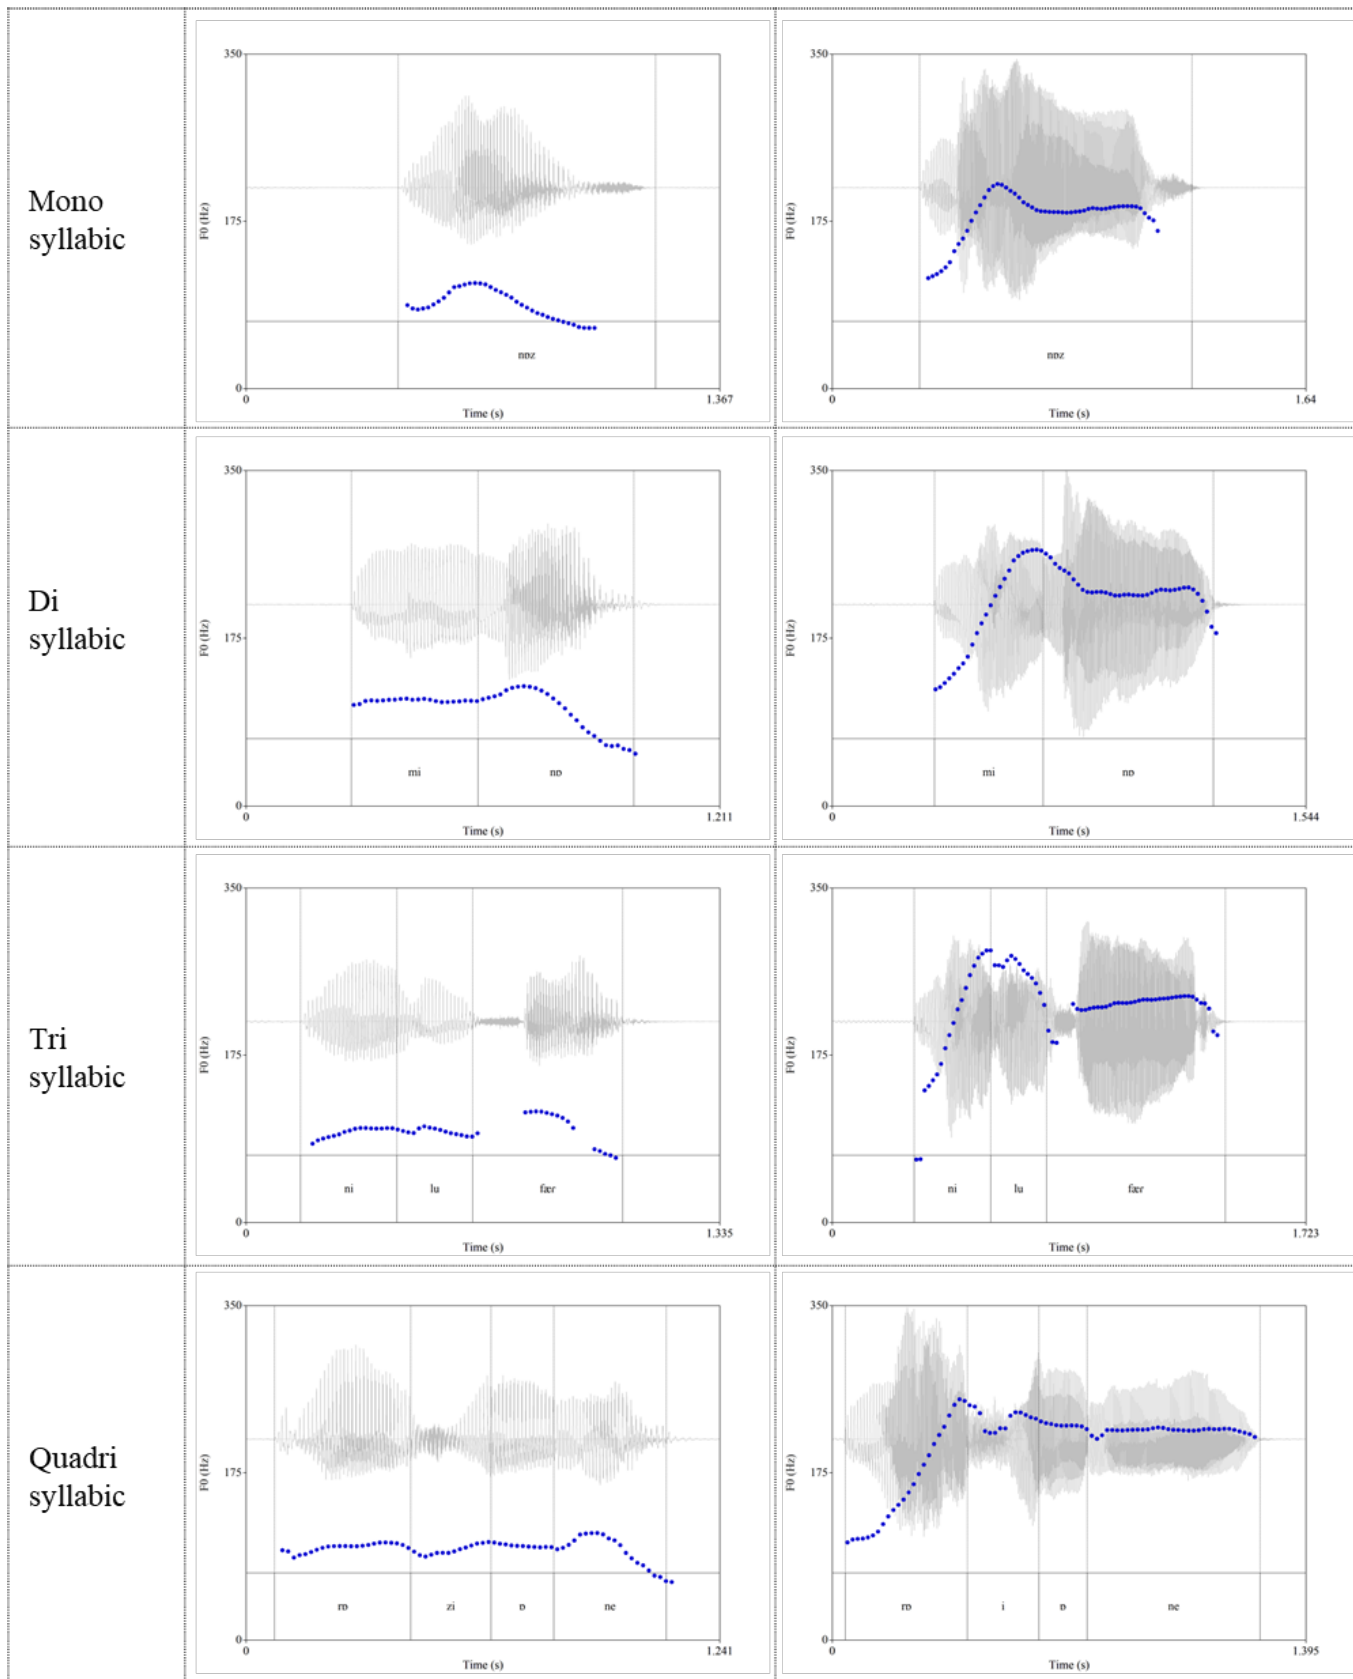 Mono
syllabic
350
175
0
F0 (Hz)
nɒz
0
1.367
Time (s)
350
175
0
F0 (Hz)
nɒz
0
1.64
Time (s)
Di
syllabic
350
175
0
F0 (Hz)
mi nɒ
0
1.211
Time (s)
350
175
0
F0 (Hz)
mi nɒ
0
1.544
Time (s)
Tri
syllabic
350
175
0
F0 (Hz)
ni lu fær
0
1.335
Time (s)
350
175
0
F0 (Hz)
ni lu fær
0
1.723
Time (s)
Quadri
syllabic
350
175
0
F0 (Hz)
rɒ zi ɒ ne
0
1.241
Time (s)
350
175
0
F0 (Hz)
rɒ i ɒ ne
0
1.395
Time (s)